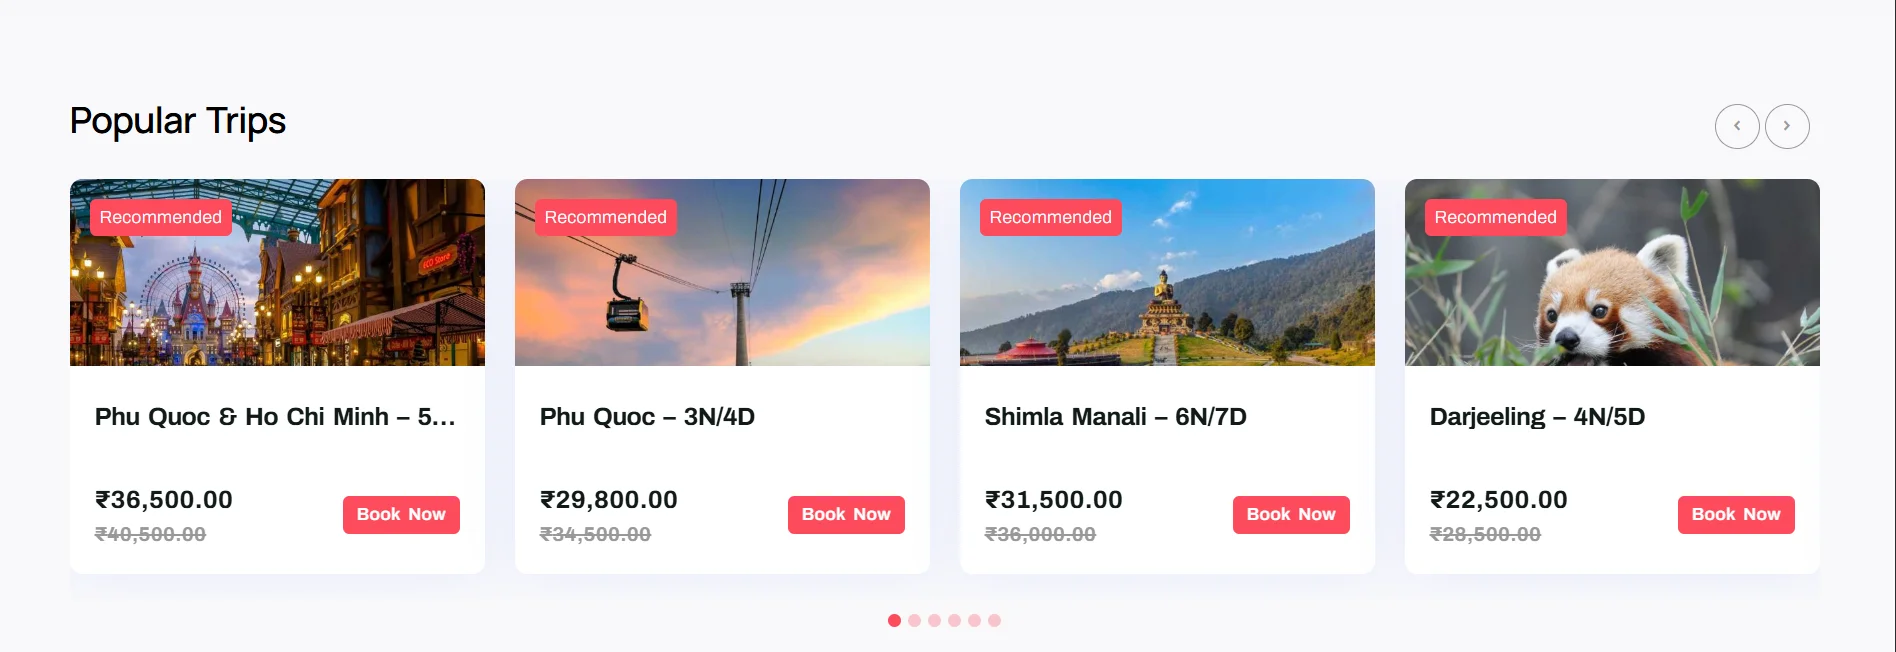 Popular Trips
Recommended
ECO Store
Phu Quoc & Ho Chi Minh – 5...
₹36,500.00
₹40,500.00
Book Now
Recommended
Phu Quoc – 3N/4D
₹29,800.00
₹34,500.00
Book Now
Recommended
Shimla Manali – 6N/7D
₹31,500.00
₹36,000.00
Book Now
Recommended
Darjeeling – 4N/5D
₹22,500.00
₹28,500.00
Book Now